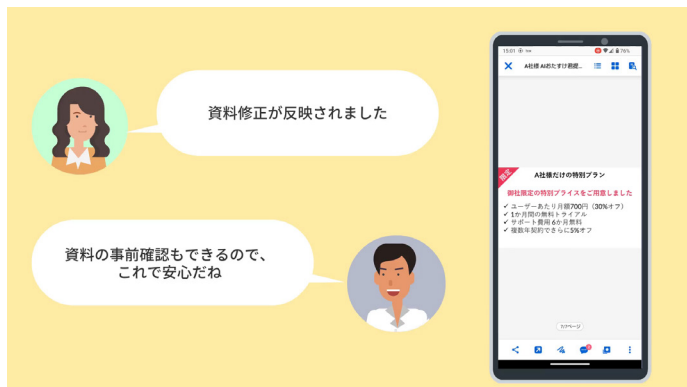 資料修正が反映されました
資料の事前確認もできるので、
これで安心だね
15:01
76%
A社様 AIおたすけ君提…
限定
A社様だけの特別プラン
御社限定の特別プライスをご用意しました
✓ ユーザーあたり月額700円（30%オフ）
✓ 1か月間の無料トライアル
✓ サポート費用 6か月無料
✓ 複数年契約でさらに5%オフ